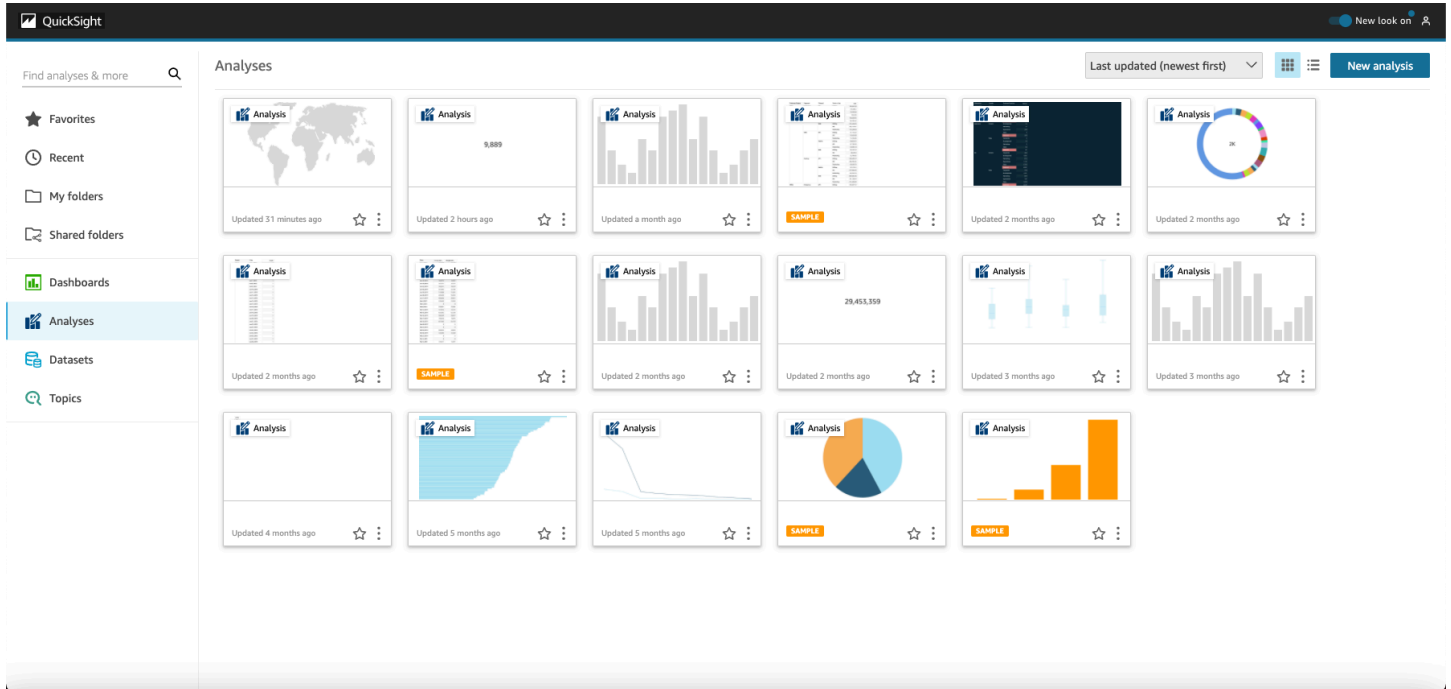 QuickSight
New look on
Find analyses & more
Favorites
Recent
My folders
Shared folders
Dashboards
Analyses
Datasets
Topics
Analyses
Last updated (newest first)
New analysis
Analysis
Analysis
9,889
Analysis
Analysis
Analysis
Analysis
2K
Updated 31 minutes ago
Updated 2 hours ago
Updated a month ago
SAMPLE
Updated 2 months ago
Updated 2 months ago
Analysis
Analysis
Analysis
Analysis
29,453,359
Analysis
Analysis
Updated 2 months ago
SAMPLE
Updated 2 months ago
Updated 2 months ago
Updated 3 months ago
Updated 3 months ago
Analysis
Analysis
Analysis
Analysis
Analysis
Updated 4 months ago
Updated 5 months ago
Updated 5 months ago
SAMPLE
SAMPLE